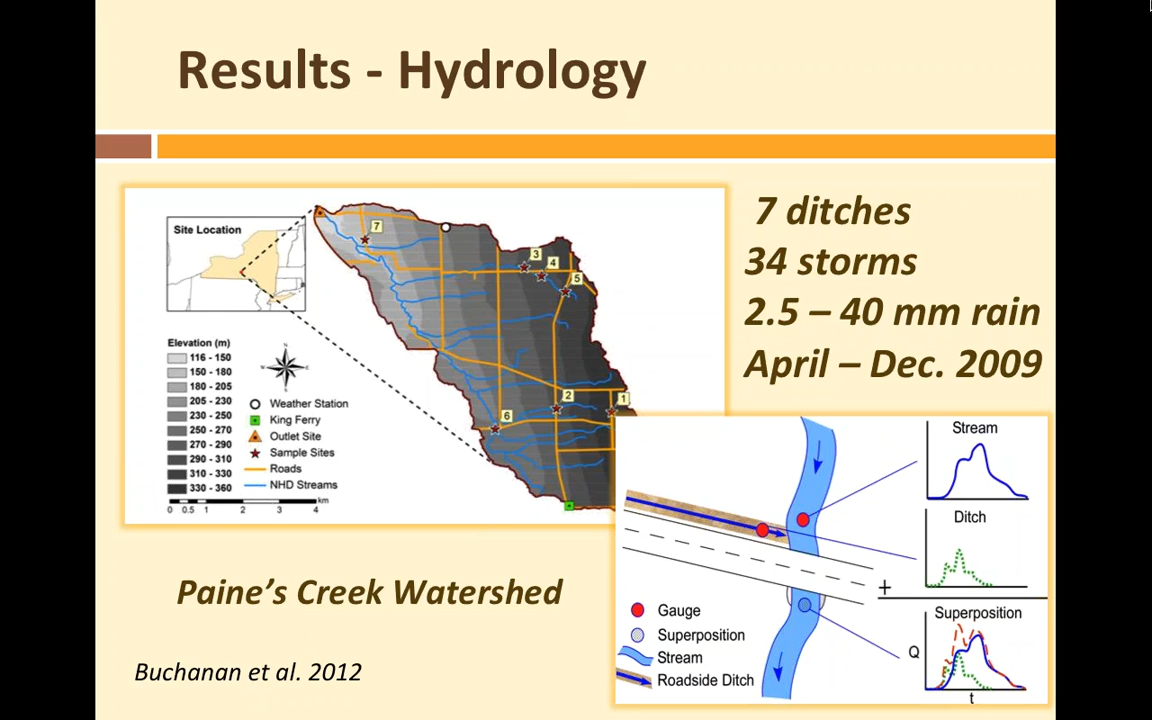 Results - Hydrology
7 ditches
34 storms
2.5 – 40 mm rain
April – Dec. 2009
Site Location
7
3
4
5
2
1
6
Elevation (m)
116 - 150
150 - 180
180 - 205
205 - 230
230 - 250
250 - 270
270 - 290
290 - 310
310 - 330
330 - 360
N
W
E
S
Weather Station
King Ferry
Outlet Site
Sample Sites
Roads
NHD Streams
km
0 0.5 1 2 3 4
Stream
Ditch
+
Superposition
Q
t
Gauge
Superposition
Stream
Roadside Ditch
Paine's Creek Watershed
Buchanan et al. 2012